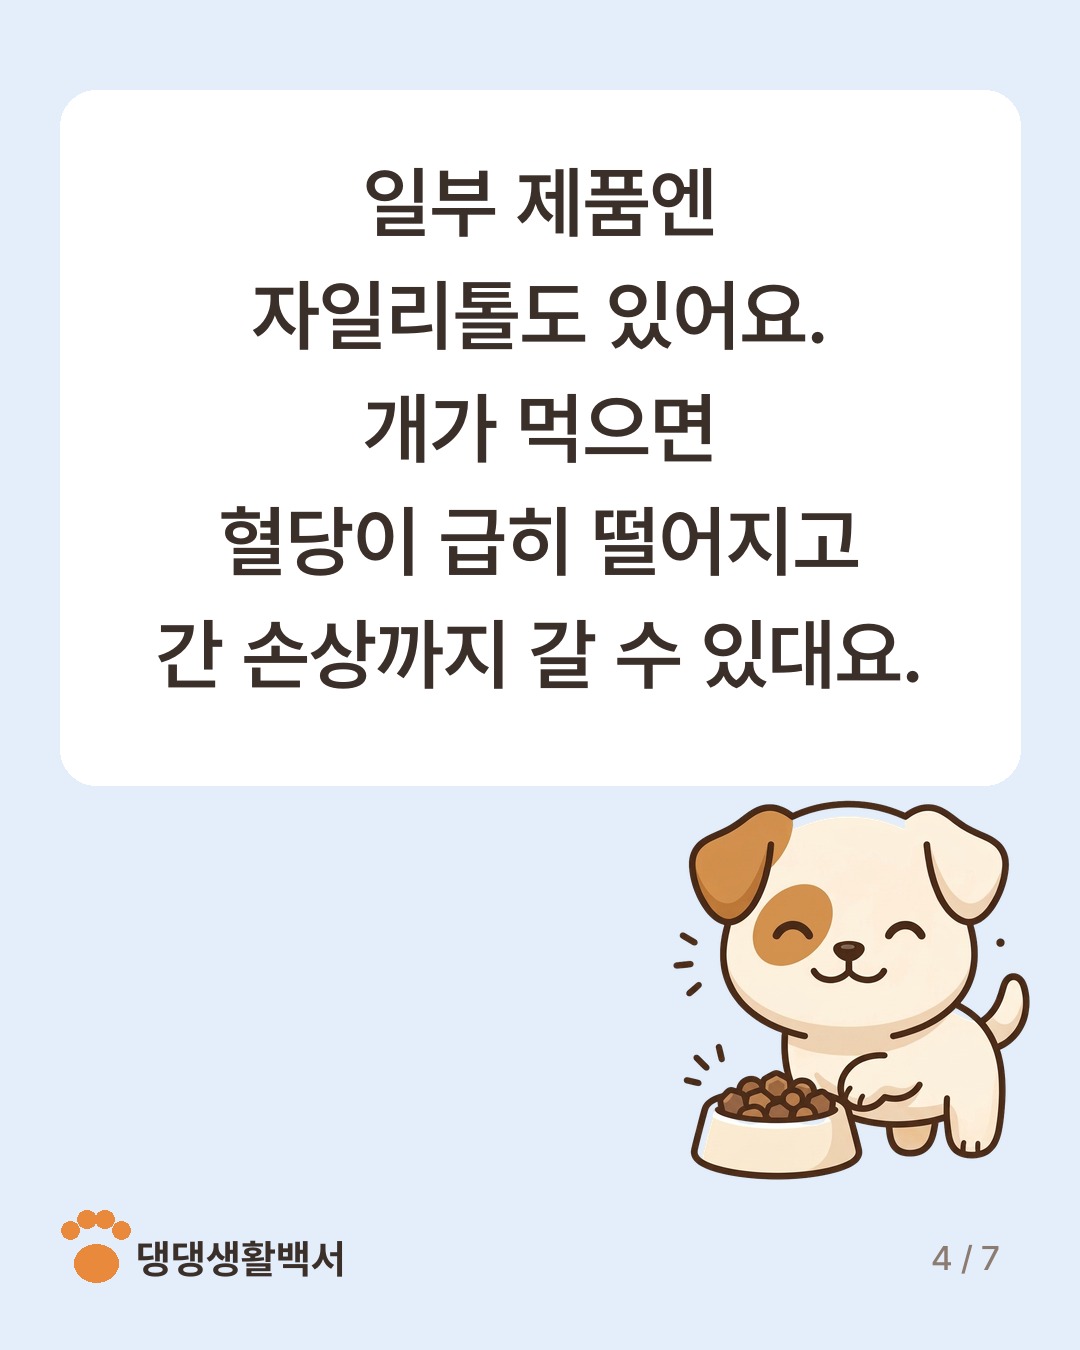 일부 제품엔
자일리톨도 있어요.
개가 먹으면
혈당이 급히 떨어지고
간 손상까지 갈 수 있대요.
댕댕생활백서
4 / 7